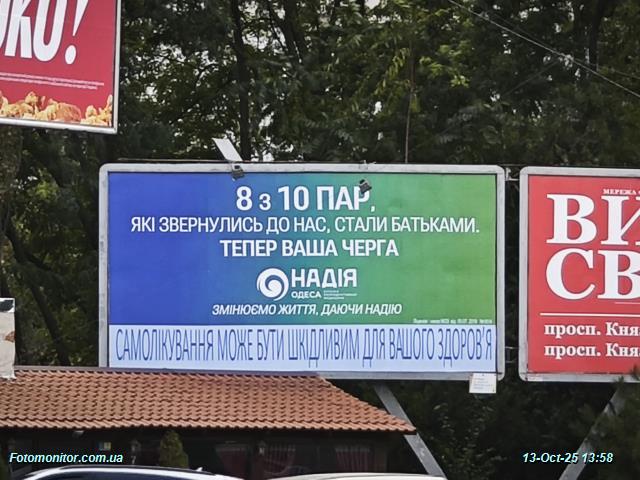 8 з 10 ПАР,
ЯКІ ЗВЕРНУЛИСЬ ДО НАС, СТАЛИ БАТЬКАМИ.
ТЕПЕР ВАША ЧЕРГА
НАДІЯ
ОДЕСА
ЗМІНЮЄМО ЖИТТЯ, ДАЮЧИ НАДІЮ
САМОЛІКУВАННЯ МОЖЕ БУТИ ШКІДЛИВИМ ДЛЯ ВАШОГО ЗДОРОВ'Я
МЕРЕЖА
ВИ
СВ
просп. Кня
просп. Кня
Fotomonitor.com.ua
13-Oct-25 13:58